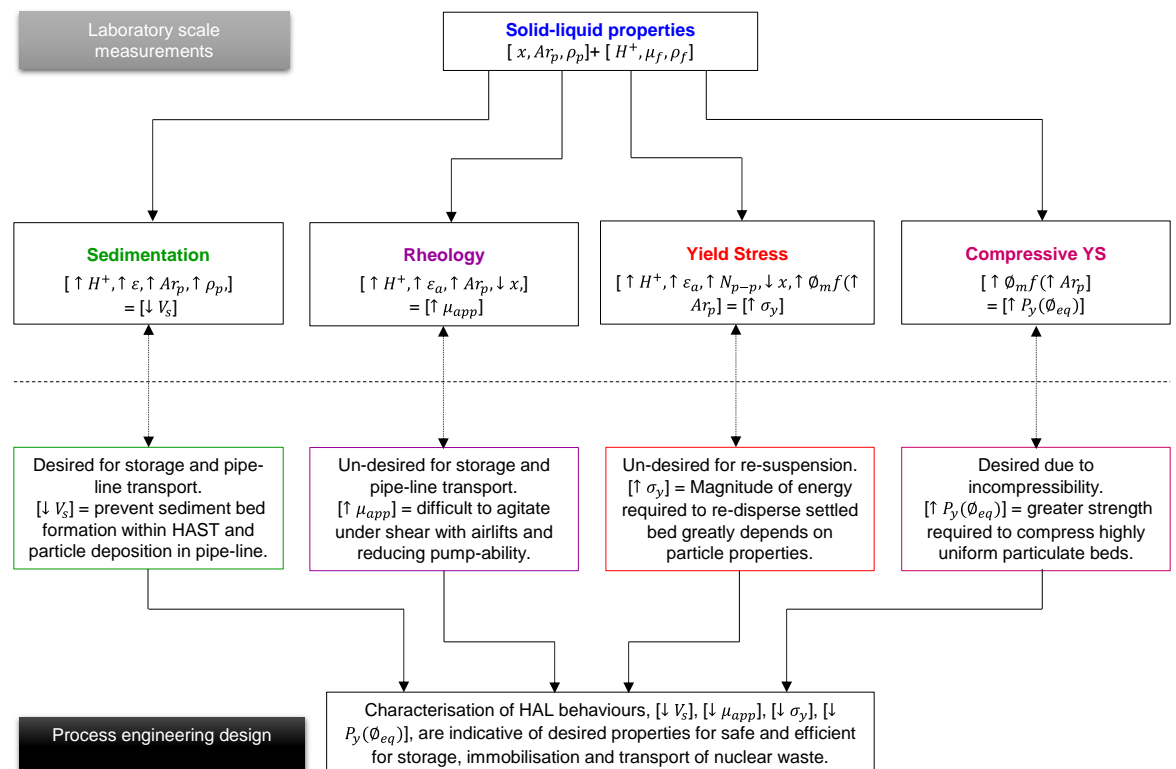 Laboratory scale
measurements
Solid-liquid properties
[ x, Ar_p, ρ_p]+ [ H⁺, μ_f, ρ_f]
Sedimentation
[ ↑ H⁺, ↑ ε, ↑ Ar_p, ↑ ρ_p,]
= [↓ V_s]
Rheology
[ ↑ H⁺, ↑ ε_a, ↑ Ar_p, ↓ x,]
= [↑ μ_app]
Yield Stress
[ ↑ H⁺, ↑ ε_a, ↑ N_p−p, ↓ x, ↑ Ø_m f(↑
Ar_p] = [↑ σ_y]
Compressive YS
[ ↑ Ø_m f(↑ Ar_p]
= [↑ P_y(Ø_eq)]
Desired for storage and pipe-
line transport.
[↓ V_s] = prevent sediment bed
formation within HAST and
particle deposition in pipe-line.
Un-desired for storage and
pipe-line transport.
[↑ μ_app] = difficult to agitate
under shear with airlifts and
reducing pump-ability.
Un-desired for re-suspension.
[↑ σ_y] = Magnitude of energy
required to re-disperse settled
bed greatly depends on
particle properties.
Desired due to
incompressibility.
[↑ P_y(Ø_eq)] = greater strength
required to compress highly
uniform particulate beds.
Process engineering design
Characterisation of HAL behaviours, [↓ V_s], [↓ μ_app], [↓ σ_y], [↓
P_y(Ø_eq)], are indicative of desired properties for safe and efficient
for storage, immobilisation and transport of nuclear waste.